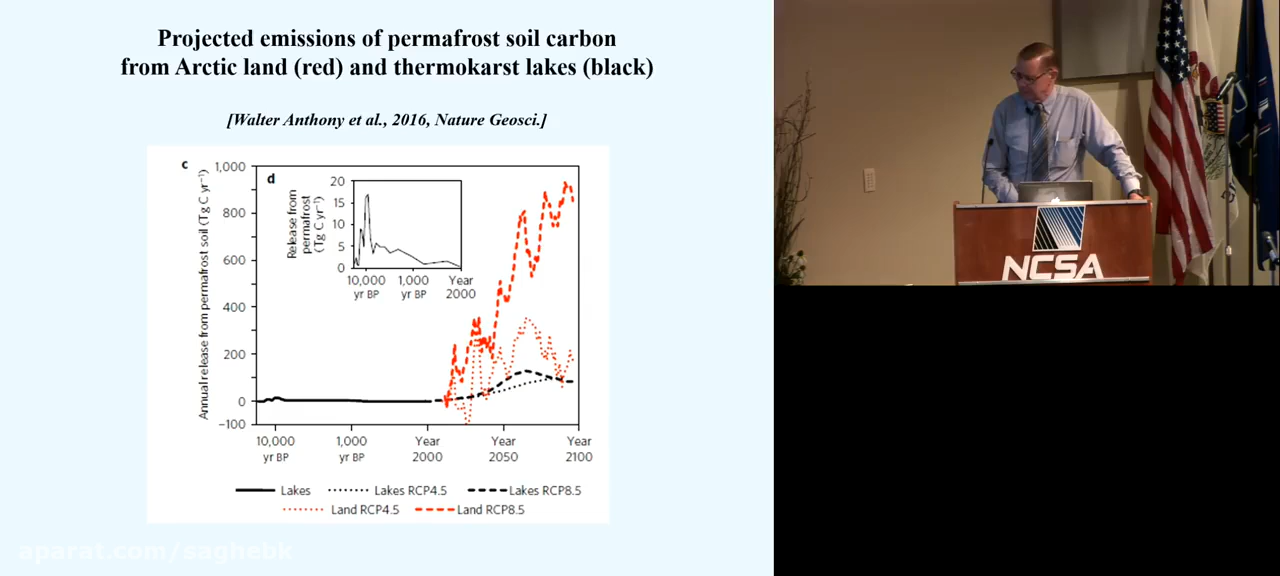 Projected emissions of permafrost soil carbon
from Arctic land (red) and thermokarst lakes (black)
[Walter Anthony et al., 2016, Nature Geosci.]
c
Annual release from permafrost soil (Tg C yr⁻¹)
1,000
800
600
400
200
0
−100
d
Release from
permafrost
(Tg C yr⁻¹)
20
15
10
5
0
10,000 1,000 Year
yr BP yr BP 2000
10,000 1,000 Year Year Year
yr BP yr BP 2000 2050 2100
Lakes Lakes RCP4.5 Lakes RCP8.5
Land RCP4.5 Land RCP8.5
NCSA
aparat.com/saghebk